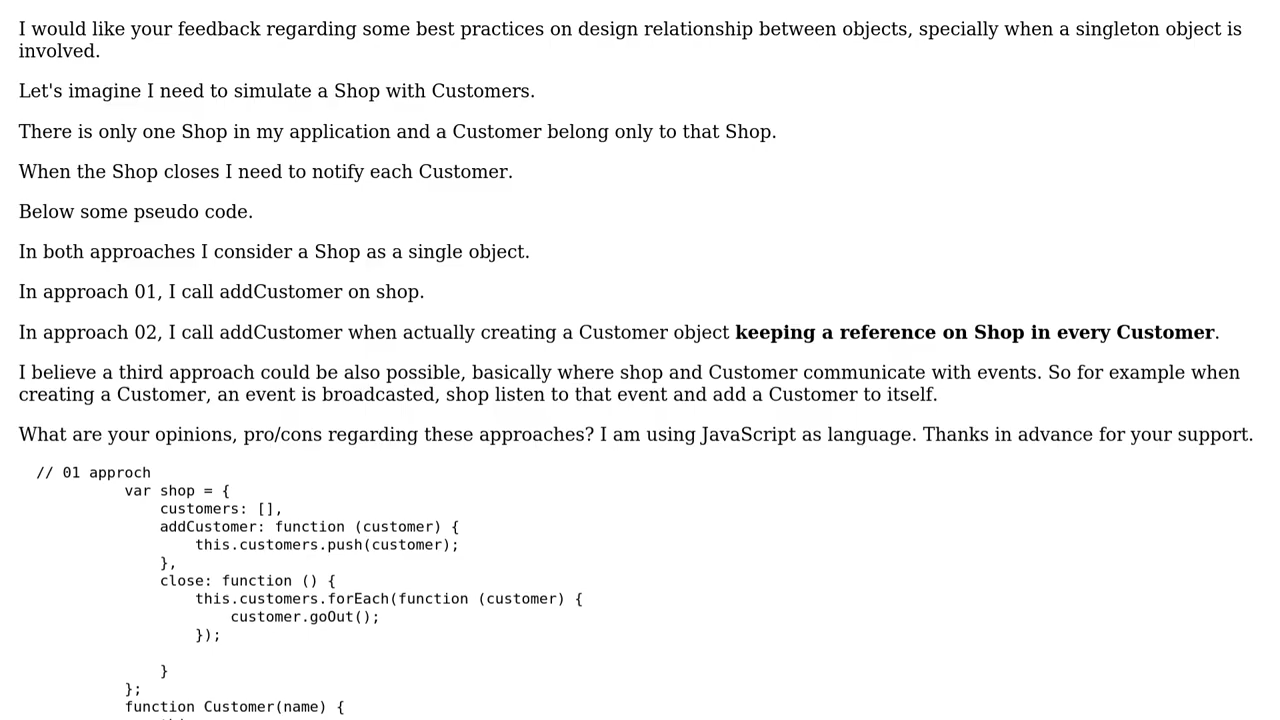 I would like your feedback regarding some best practices on design relationship between objects, specially when a singleton object is
involved.
Let's imagine I need to simulate a Shop with Customers.
There is only one Shop in my application and a Customer belong only to that Shop.
When the Shop closes I need to notify each Customer.
Below some pseudo code.
In both approaches I consider a Shop as a single object.
In approach 01, I call addCustomer on shop.
In approach 02, I call addCustomer when actually creating a Customer object keeping a reference on Shop in every Customer.
I believe a third approach could be also possible, basically where shop and Customer communicate with events. So for example when
creating a Customer, an event is broadcasted, shop listen to that event and add a Customer to itself.
What are your opinions, pro/cons regarding these approaches? I am using JavaScript as language. Thanks in advance for your support.
// 01 approch
var shop = {
customers: [],
addCustomer: function (customer) {
this.customers.push(customer);
},
close: function () {
this.customers.forEach(function (customer) {
customer.goOut();
});
}
};
function Customer(name) {